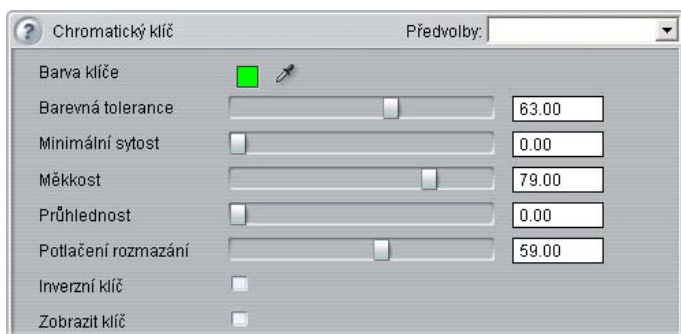 ? Chromatický klíč Předvolby:
Barva klíče
Barevná tolerance 63.00
Minimální sytost 0.00
Měkkost 79.00
Průhlednost 0.00
Potlačení rozmazání 59.00
Inverzní klíč
Zobrazit klíč